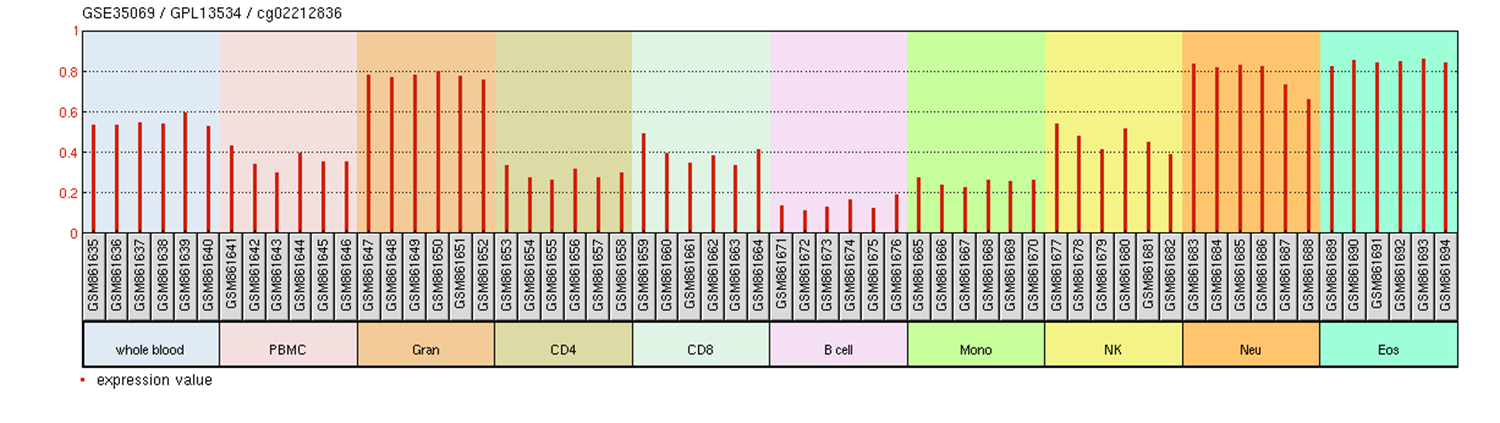 GSE35069 / GPL13534 / cg02212836
1
0.8
0.6
0.4
0.2
0
GSM861635 GSM861636 GSM861637 GSM861638 GSM861639 GSM861640 GSM861641 GSM861642 GSM861643 GSM861644 GSM861645 GSM861646 GSM861647 GSM861648 GSM861649 GSM861650 GSM861651 GSM861652 GSM861653 GSM861654 GSM861655 GSM861656 GSM861657 GSM861658 GSM861659 GSM861660 GSM861661 GSM861662 GSM861663 GSM861664 GSM861671 GSM861672 GSM861673 GSM861674 GSM861675 GSM861676 GSM861665 GSM861666 GSM861667 GSM861668 GSM861669 GSM861670 GSM861677 GSM861678 GSM861679 GSM861680 GSM861681 GSM861682 GSM861683 GSM861684 GSM861685 GSM861686 GSM861687 GSM861688 GSM861689 GSM861690 GSM861691 GSM861692 GSM861693 GSM861694
whole blood PBMC Gran CD4 CD8 B cell Mono NK Neu Eos
expression value